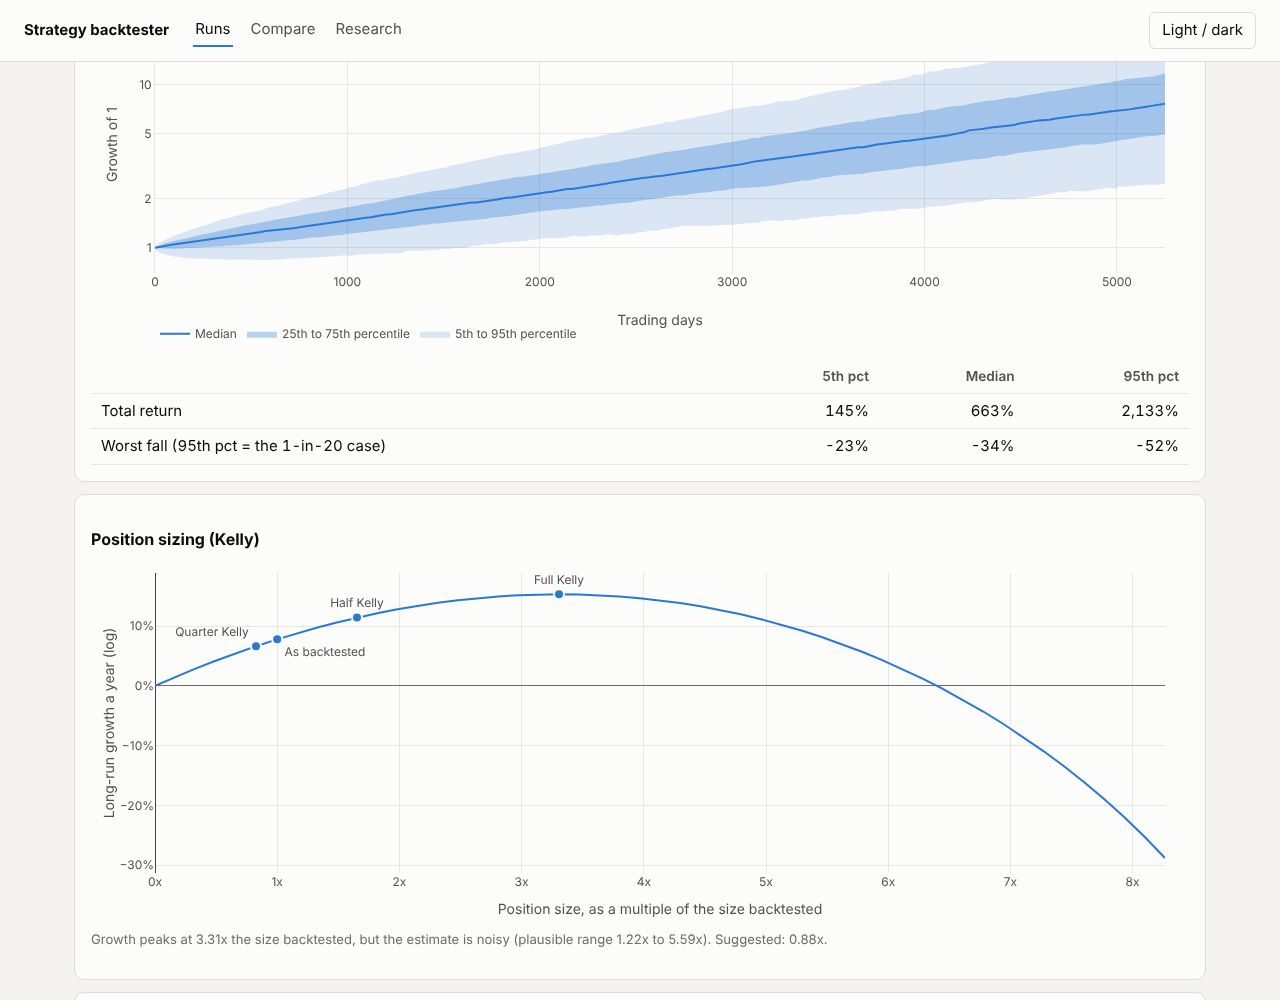 Strategy backtester Runs Compare Research Light / dark
10
5
2
1
Growth of 1
0 1000 2000 3000 4000 5000
Trading days
Median 25th to 75th percentile 5th to 95th percentile
5th pct Median 95th pct
Total return 145% 663% 2,133%
Worst fall (95th pct = the 1-in-20 case) -23% -34% -52%
Position sizing (Kelly)
Full Kelly
Half Kelly
Quarter Kelly
As backtested
10%
0%
−10%
−20%
−30%
Long-run growth a year (log)
0x 1x 2x 3x 4x 5x 6x 7x 8x
Position size, as a multiple of the size backtested
Growth peaks at 3.31x the size backtested, but the estimate is noisy (plausible range 1.22x to 5.59x). Suggested: 0.88x.